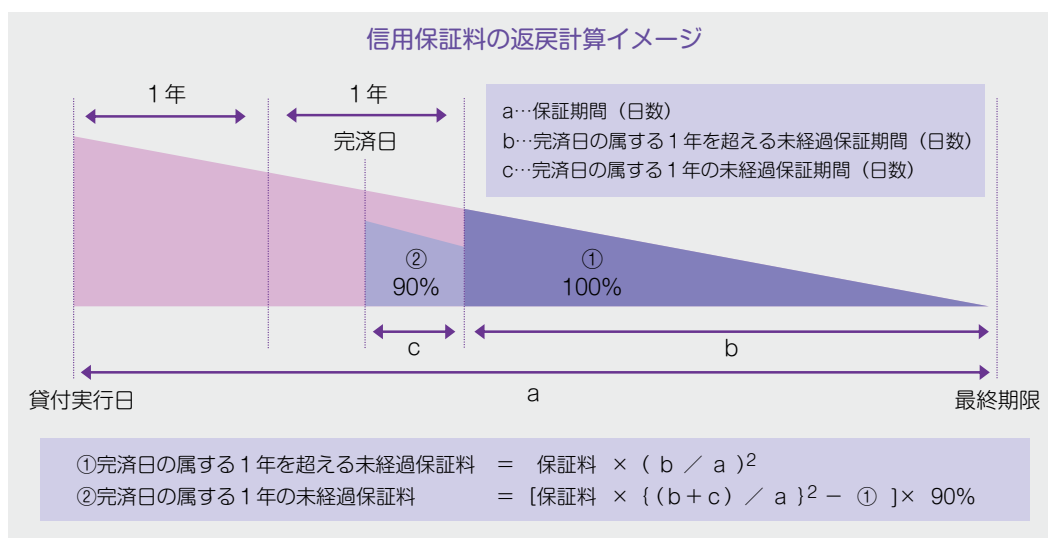 信用保証料の返戻計算イメージ
1年
1年
完済日
a…保証期間（日数）
b…完済日の属する1年を超える未経過保証期間（日数）
c…完済日の属する1年の未経過保証期間（日数）
②
90%
①
100%
c
b
a
貸付実行日
最終期限
①完済日の属する1年を超える未経過保証料 ＝ 保証料 × ( b ／ a )²
②完済日の属する1年の未経過保証料 ＝ [保証料 × {(b＋c) ／ a }² − ① ]× 90%